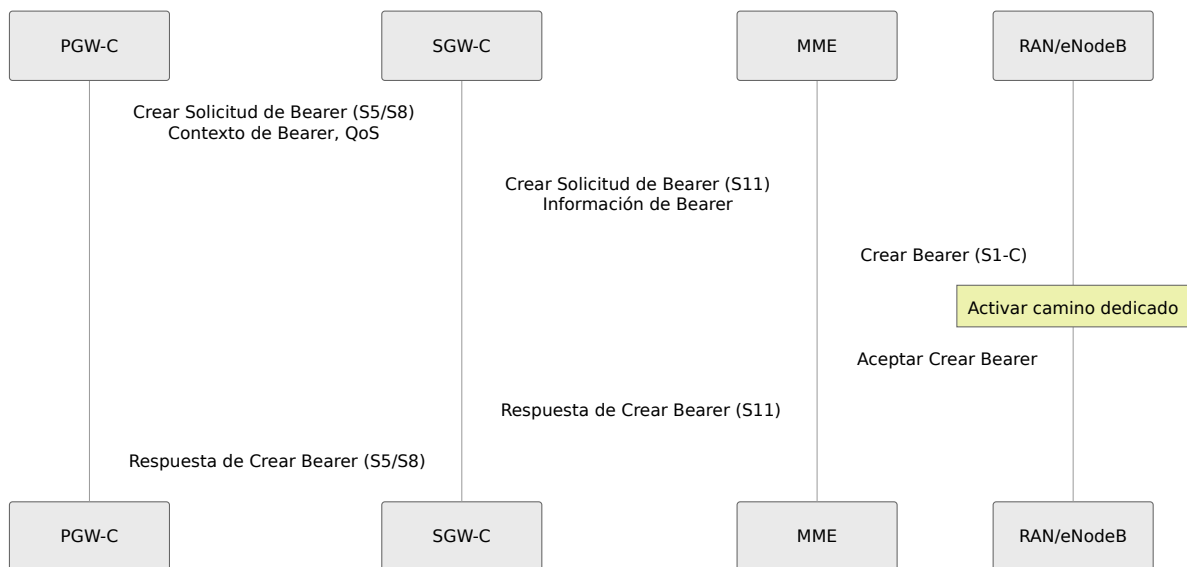 PGW-C
SGW-C
MME
RAN/eNodeB
Crear Solicitud de Bearer (S5/S8)
Contexto de Bearer, QoS
Crear Solicitud de Bearer (S11)
Información de Bearer
Crear Bearer (S1-C)
Activar camino dedicado
Aceptar Crear Bearer
Respuesta de Crear Bearer (S11)
Respuesta de Crear Bearer (S5/S8)
PGW-C
SGW-C
MME
RAN/eNodeB